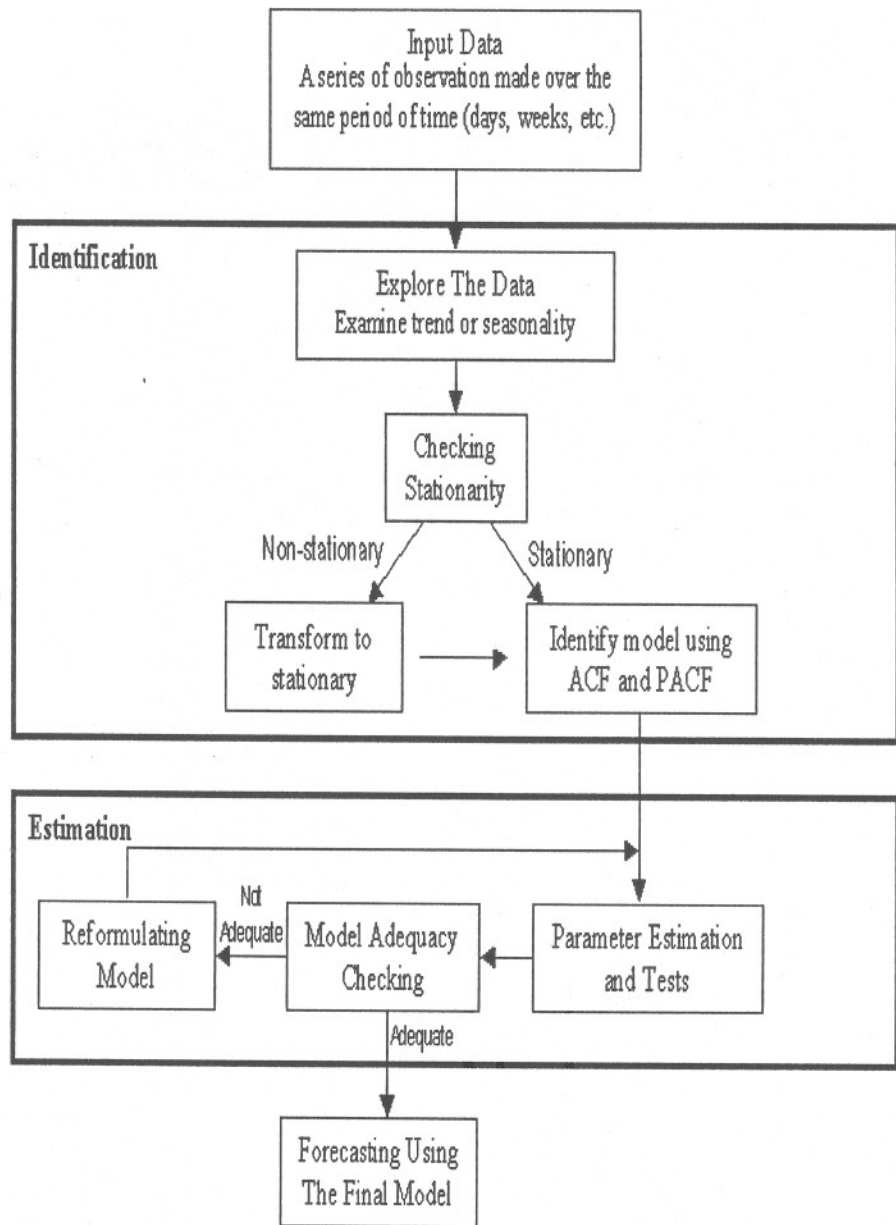 Input Data
A series of observation made over the
same period of time (days, weeks, etc.)
Identification
Explore The Data
Examine trend or seasonality
Checking
Stationarity
Non-stationary
Stationary
Transform to
stationary
Identify model using
ACF and PACF
Estimation
Reformulating
Model
Not
Adequate
Model Adequacy
Checking
Parameter Estimation
and Tests
Adequate
Forecasting Using
The Final Model